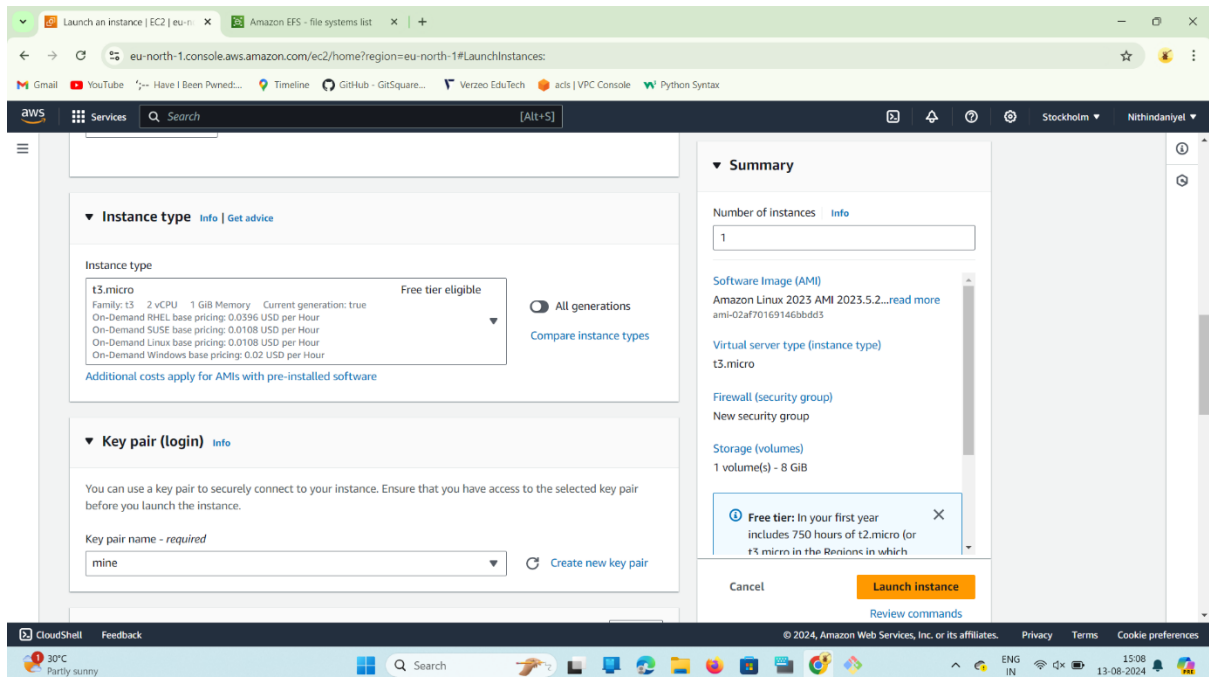 Launch an instance | EC2 | eu-n
Amazon EFS - file systems list
eu-north-1.console.aws.amazon.com/ec2/home?region=eu-north-1#LaunchInstances:
Gmail
YouTube
Have I Been Pwned:...
Timeline
GitHub - GitSquare...
Verzeo EduTech
acls | VPC Console
Python Syntax
aws
Services
Search
[Alt+S]
Stockholm
Nithindaniyel
Instance type Info | Get advice
Instance type
t3.micro Free tier eligible
Family: t3 2 vCPU 1 GiB Memory Current generation: true
On-Demand RHEL base pricing: 0.0396 USD per Hour
On-Demand SUSE base pricing: 0.0108 USD per Hour
On-Demand Linux base pricing: 0.0108 USD per Hour
On-Demand Windows base pricing: 0.02 USD per Hour
All generations
Compare instance types
Additional costs apply for AMIs with pre-installed software
Key pair (login) Info
You can use a key pair to securely connect to your instance. Ensure that you have access to the selected key pair
before you launch the instance.
Key pair name - required
mine
Create new key pair
Summary
Number of instances Info
1
Software Image (AMI)
Amazon Linux 2023 AMI 2023.5.2...read more
ami-02af70169146bbdd3
Virtual server type (instance type)
t3.micro
Firewall (security group)
New security group
Storage (volumes)
1 volume(s) - 8 GiB
Free tier: In your first year
includes 750 hours of t2.micro (or
t3.micro in the Regions in which
Cancel
Launch instance
Review commands
CloudShell
Feedback
© 2024, Amazon Web Services, Inc. or its affiliates.
Privacy
Terms
Cookie preferences
1
30°C
Partly sunny
Search
ENG
IN
15:08
13-08-2024
PRE